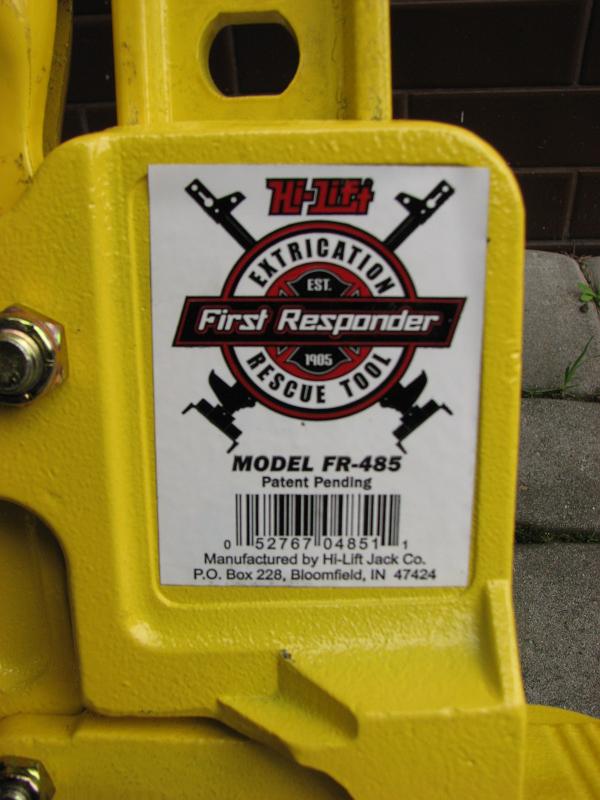 Hi-Lift
EXTRICATION
EST.
First Responder
1905
RESCUE TOOL
MODEL FR-485
Patent Pending
0 52767 04851 1
Manufactured by Hi-Lift Jack Co.
P.O. Box 228, Bloomfield, IN 47424